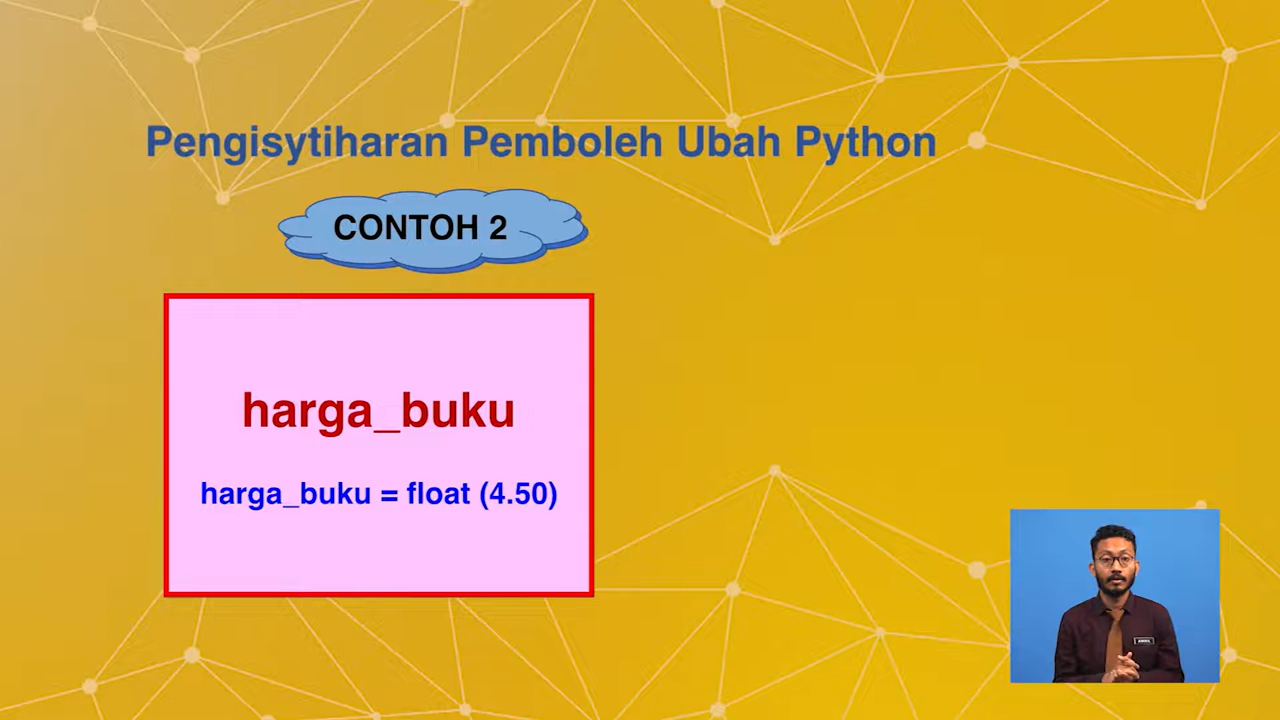 Pengisytiharan Pemboleh Ubah Python
CONTOH 2
harga_buku
harga_buku = float (4.50)